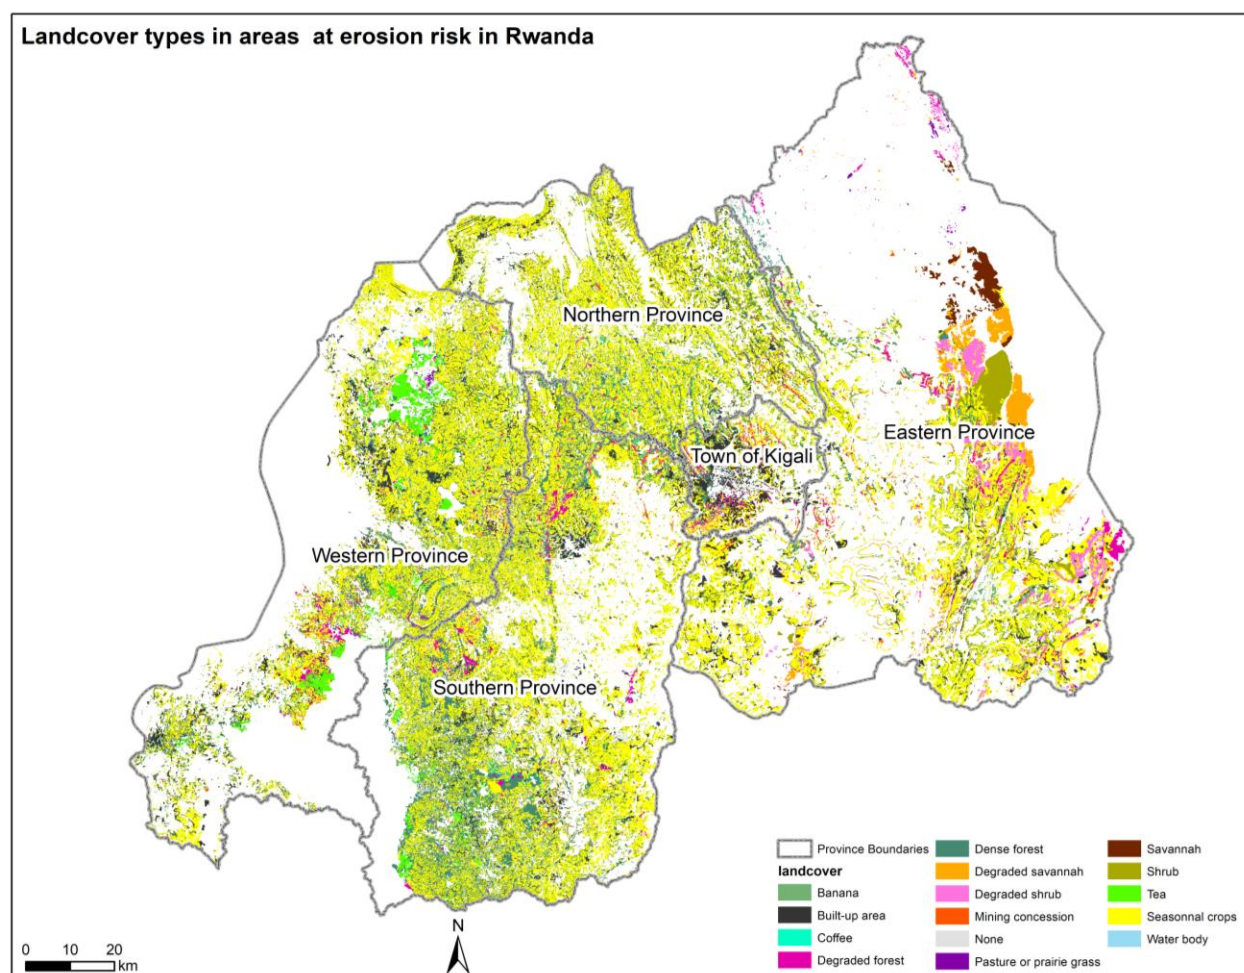 Landcover types in areas at erosion risk in Rwanda
Northern Province
Town of Kigali
Eastern Province
Western Province
Southern Province
N
0 10 20
km
Province Boundaries
landcover
Banana
Built-up area
Coffee
Degraded forest
Dense forest
Degraded savannah
Degraded shrub
Mining concession
None
Pasture or prairie grass
Savannah
Shrub
Tea
Seasonnal crops
Water body